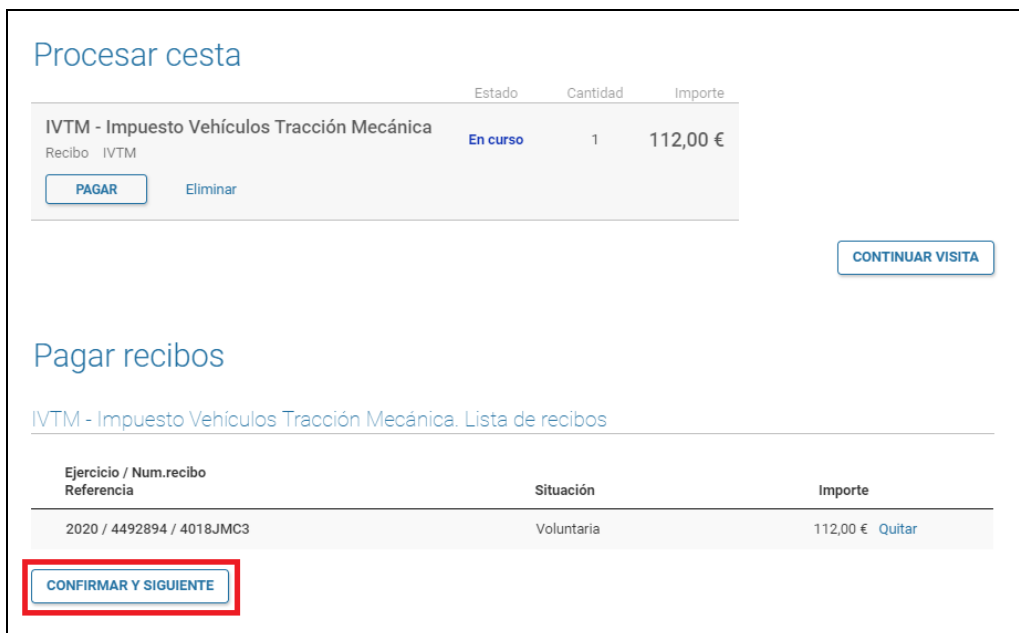 Procesar cesta
Estado Cantidad Importe
IVTM - Impuesto Vehículos Tracción Mecánica En curso 1 112,00 €
Recibo IVTM
PAGAR Eliminar
CONTINUAR VISITA
Pagar recibos
IVTM - Impuesto Vehículos Tracción Mecánica. Lista de recibos
Ejercicio / Num.recibo
Referencia Situación Importe
2020 / 4492894 / 4018JMC3 Voluntaria 112,00 € Quitar
CONFIRMAR Y SIGUIENTE